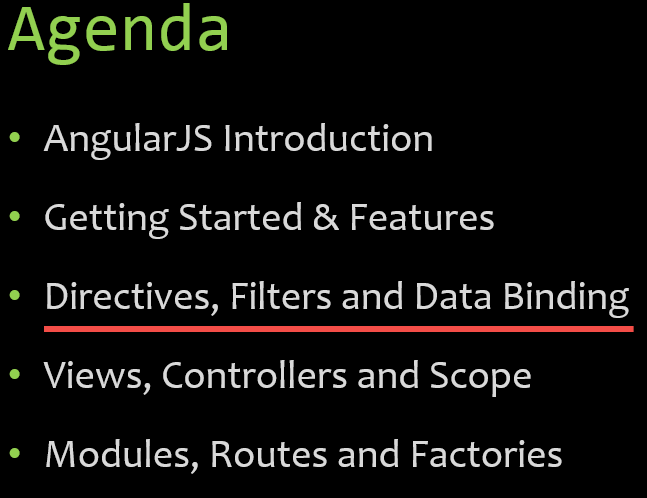 Agenda
• AngularJS Introduction
• Getting Started & Features
• Directives, Filters and Data Binding
• Views, Controllers and Scope
• Modules, Routes and Factories